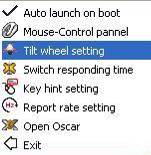 Auto launch on boot
Mouse-Control pannel
Tilt wheel setting
Switch responding time
Key hint setting
Hz Report rate setting
Open Oscar
Exit